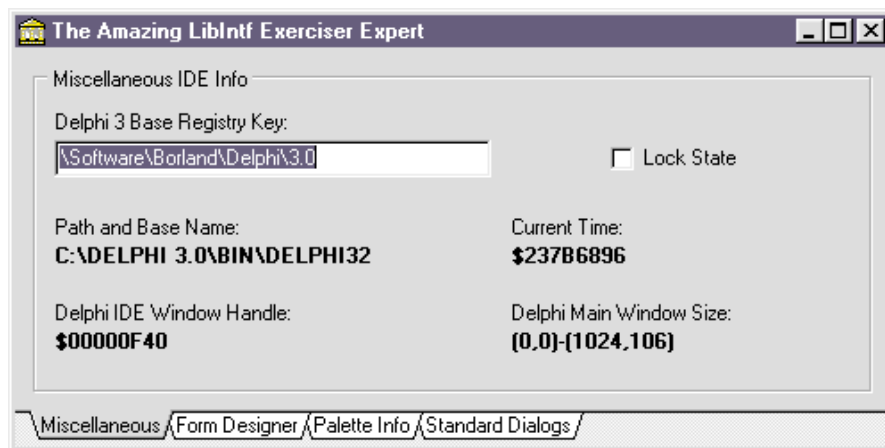 The Amazing LibIntf Exerciser Expert
Miscellaneous IDE Info
Delphi 3 Base Registry Key:
\Software\Borland\Delphi\3.0
Lock State
Path and Base Name:
C:\DELPHI 3.0\BIN\DELPHI32
Current Time:
$237B6896
Delphi IDE Window Handle:
$00000F40
Delphi Main Window Size:
(0,0)-(1024,106)
Miscellaneous Form Designer Palette Info Standard Dialogs